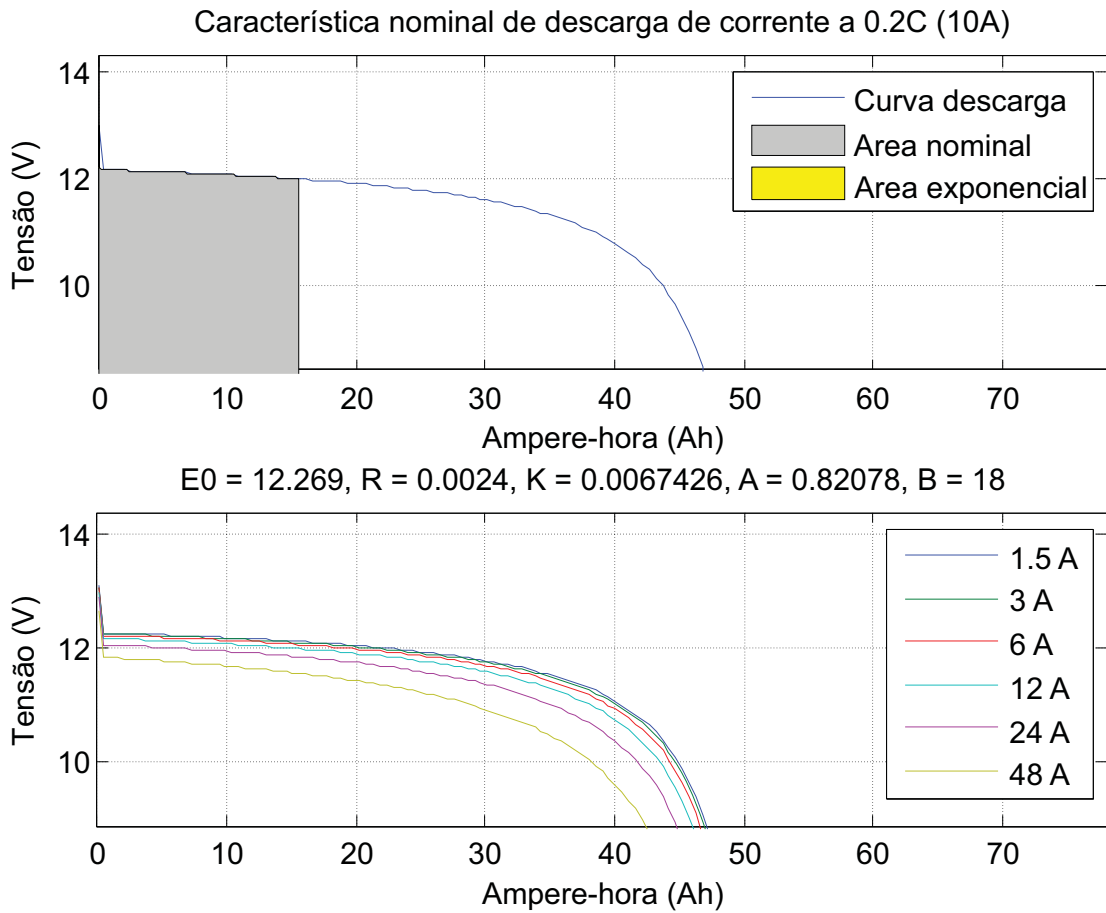 Característica nominal de descarga de corrente a 0.2C (10A)
14
12
10
Tensão (V)
Curva descarga
Area nominal
Area exponencial
0 10 20 30 40 50 60 70
Ampere-hora (Ah)
E0 = 12.269, R = 0.0024, K = 0.0067426, A = 0.82078, B = 18
14
12
10
Tensão (V)
1.5 A
3 A
6 A
12 A
24 A
48 A
0 10 20 30 40 50 60 70
Ampere-hora (Ah)